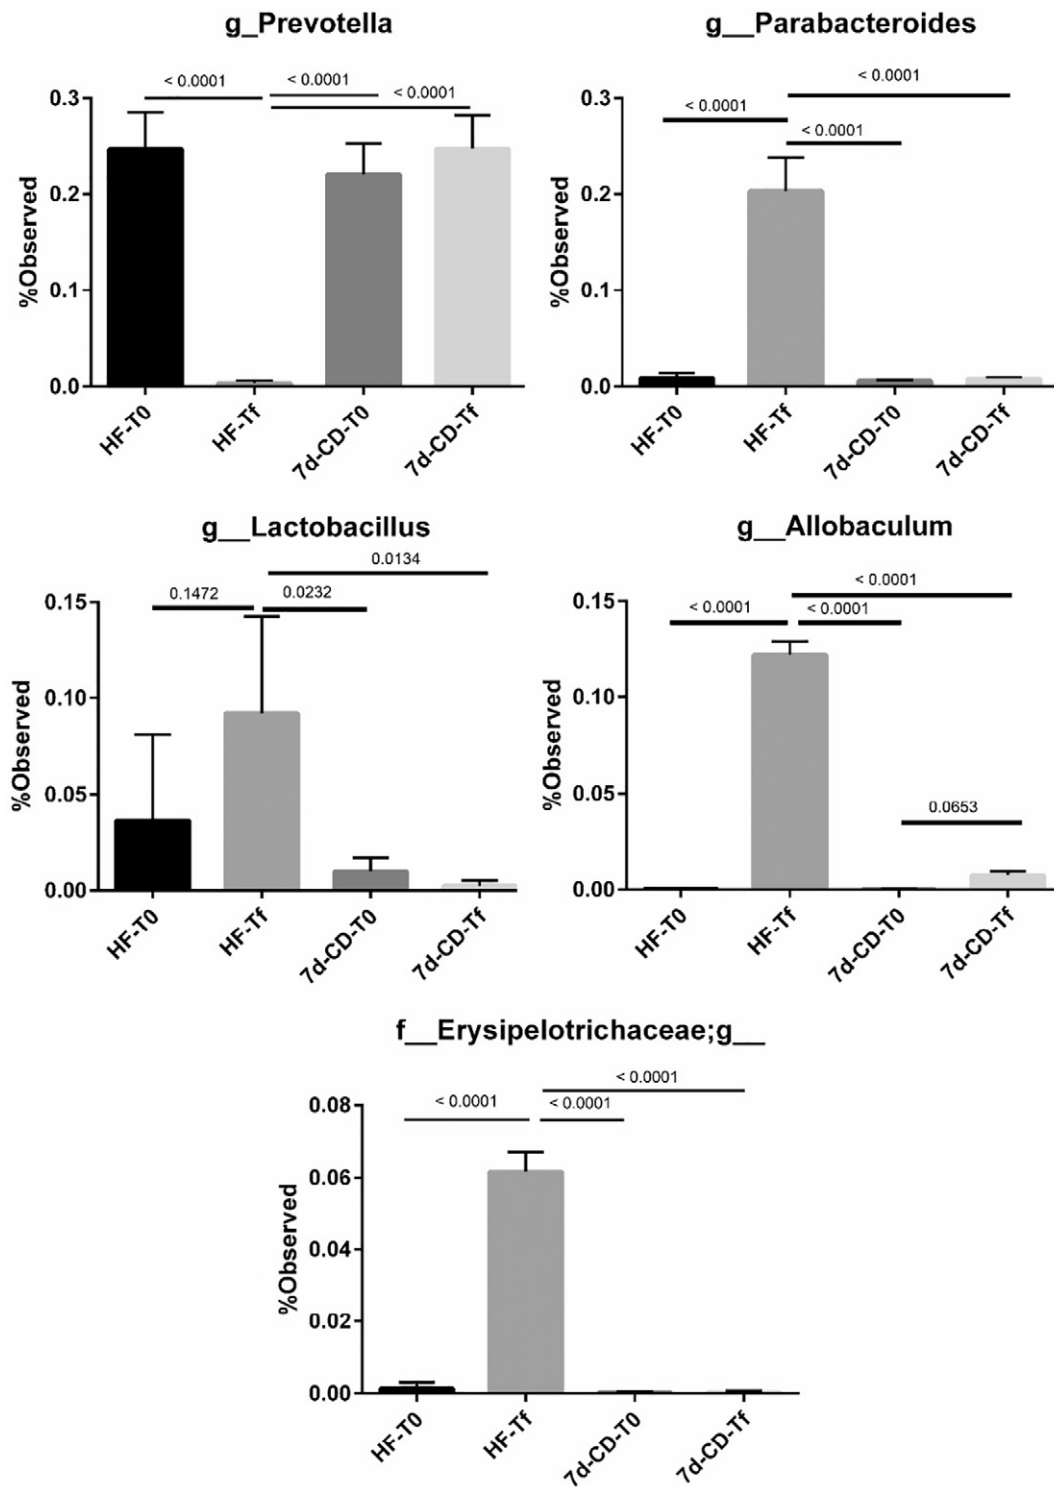 g_Prevotella
< 0.0001
< 0.0001
< 0.0001
%Observed
0.3
0.2
0.1
0.0
HF-T0
HF-Tf
7d-CD-T0
7d-CD-Tf
g__Parabacteroides
< 0.0001
< 0.0001
< 0.0001
%Observed
0.3
0.2
0.1
0.0
HF-T0
HF-Tf
7d-CD-T0
7d-CD-Tf
g__Lactobacillus
0.0134
0.1472
0.0232
%Observed
0.15
0.10
0.05
0.00
HF-T0
HF-Tf
7d-CD-T0
7d-CD-Tf
g__Allobaculum
< 0.0001
< 0.0001
< 0.0001
0.0653
%Observed
0.15
0.10
0.05
0.00
HF-T0
HF-Tf
7d-CD-T0
7d-CD-Tf
f__Erysipelotrichaceae;g__
< 0.0001
< 0.0001
< 0.0001
%Observed
0.08
0.06
0.04
0.02
0.00
HF-T0
HF-Tf
7d-CD-T0
7d-CD-Tf